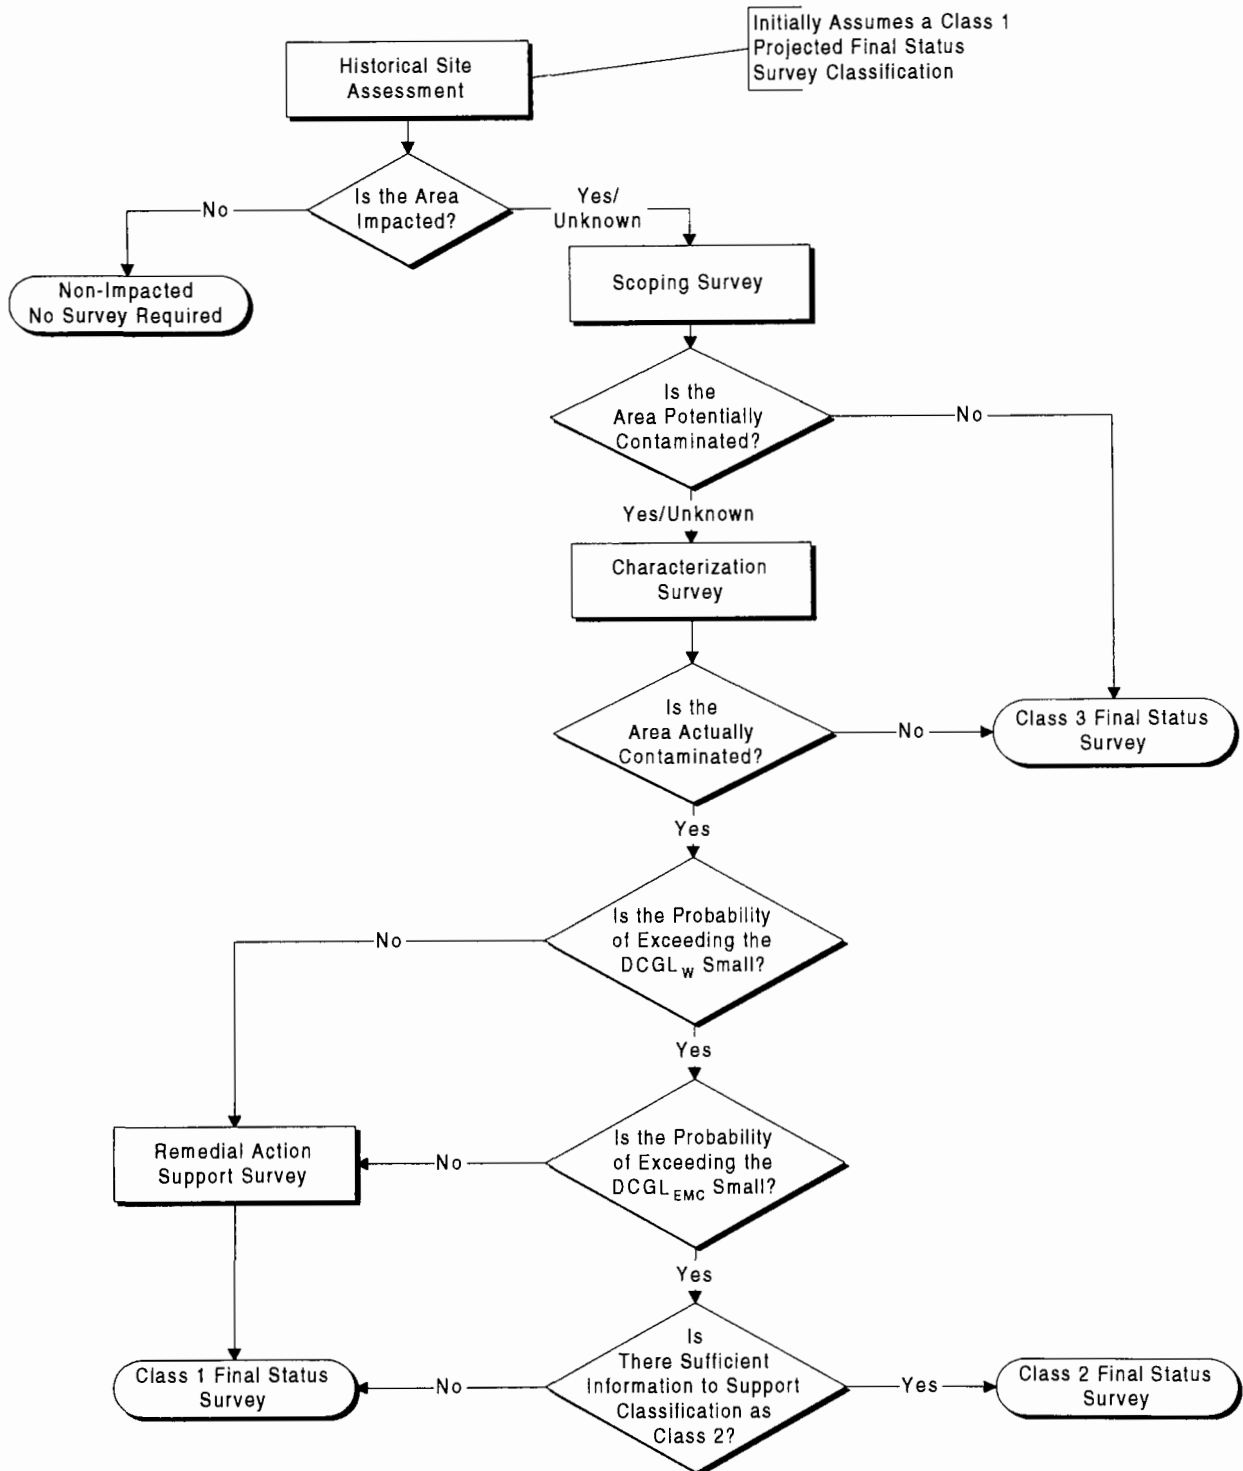 Initially Assumes a Class 1
Projected Final Status
Survey Classification
Historical Site
Assessment
Is the Area
Impacted?
No
Yes/
Unknown
Non-Impacted
No Survey Required
Scoping Survey
Is the
Area Potentially
Contaminated?
No
Yes/Unknown
Characterization
Survey
Is the
Area Actually
Contaminated?
No
Class 3 Final Status
Survey
Yes
Is the Probability
of Exceeding the
DCGL W Small?
No
Yes
Remedial Action
Support Survey
Is the Probability
of Exceeding the
DCGL EMC Small?
No
Yes
Is
There Sufficient
Information to Support
Classification as
Class 2?
No
Class 1 Final Status
Survey
Yes
Class 2 Final Status
Survey